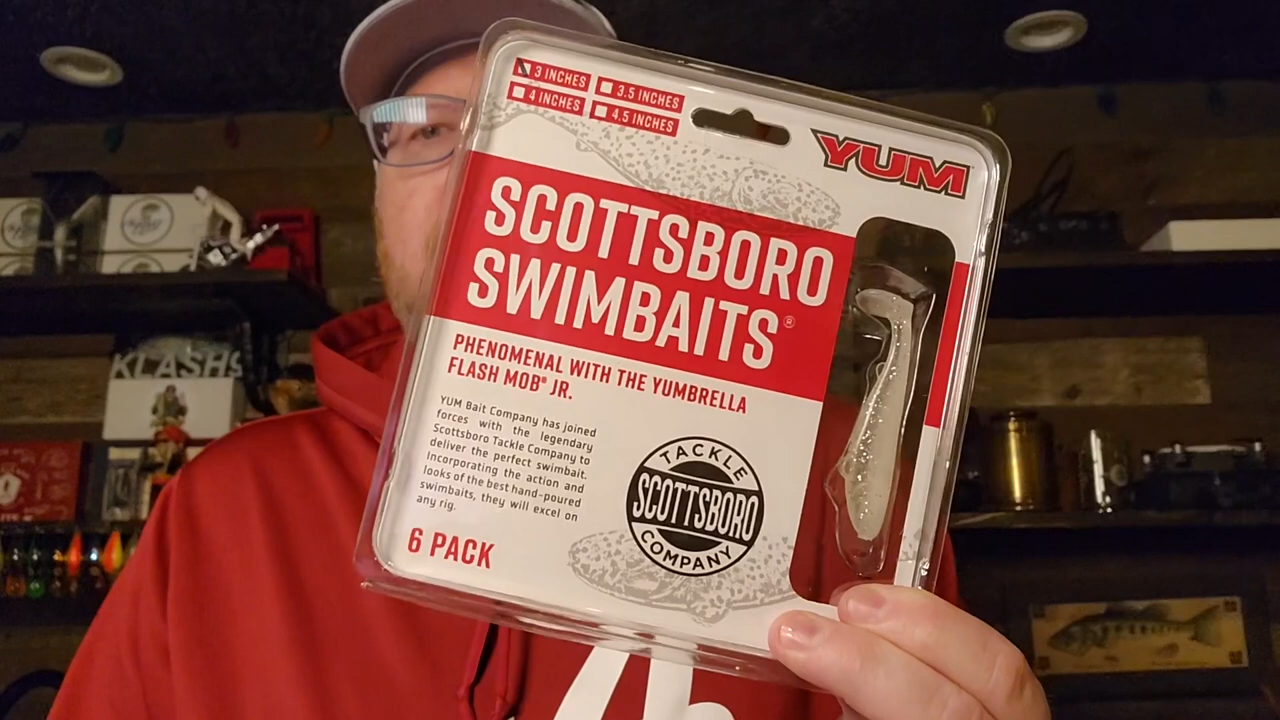 3 INCHES
3.5 INCHES
4 INCHES
4.5 INCHES
YUM
SCOTTSBORO
SWIMBAITS®
PHENOMENAL WITH THE YUMBRELLA
FLASH MOB® JR.
YUM Bait Company has joined
forces with the legendary
Scottsboro Tackle Company to
deliver the perfect swimbait.
Incorporating the action and
looks of the best hand-poured
swimbaits, they will excel on
any rig.
TACKLE
SCOTTSBORO
COMPANY
6 PACK